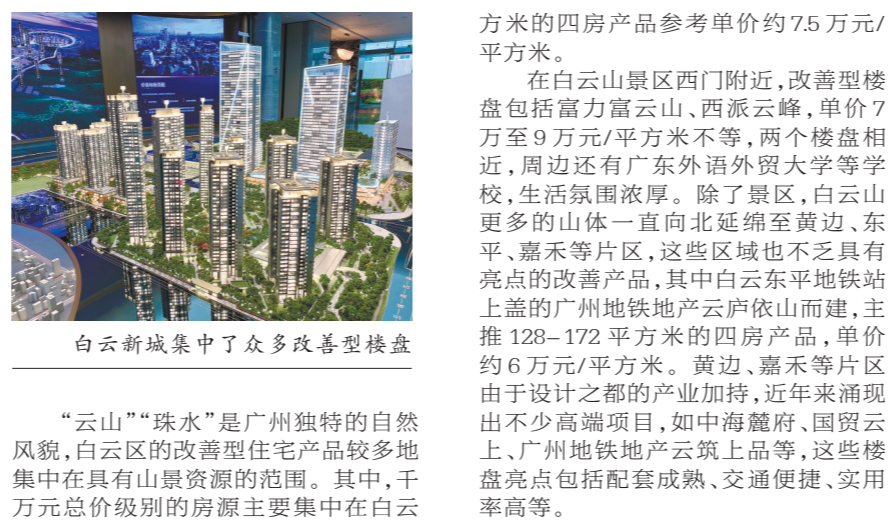 白云新城集中了众多改善型楼盘
“云山”“珠水”是广州独特的自然
风貌,白云区的改善型住宅产品较多地
集中在具有山景资源的范围。其中,千
万元总价级别的房源主要集中在白云
方米的四房产品参考单价约7.5万元/
平方米。
在白云山景区西门附近,改善型楼
盘包括富力富云山、西派云峰,单价7
万至9万元/平方米不等,两个楼盘相
近,周边还有广东外语外贸大学等学
校,生活氛围浓厚。除了景区,白云山
更多的山体一直向北延绵至黄边、东
平、嘉禾等片区,这些区域也不乏具有
亮点的改善产品,其中白云东平地铁站
上盖的广州地铁地产云庐依山而建,主
推128–172平方米的四房产品,单价
约6万元/平方米。黄边、嘉禾等片区
由于设计之都的产业加持,近年来涌现
出不少高端项目,如中海麓府、国贸云
上、广州地铁地产云筑上品等,这些楼
盘亮点包括配套成熟、交通便捷、实用
率高等。